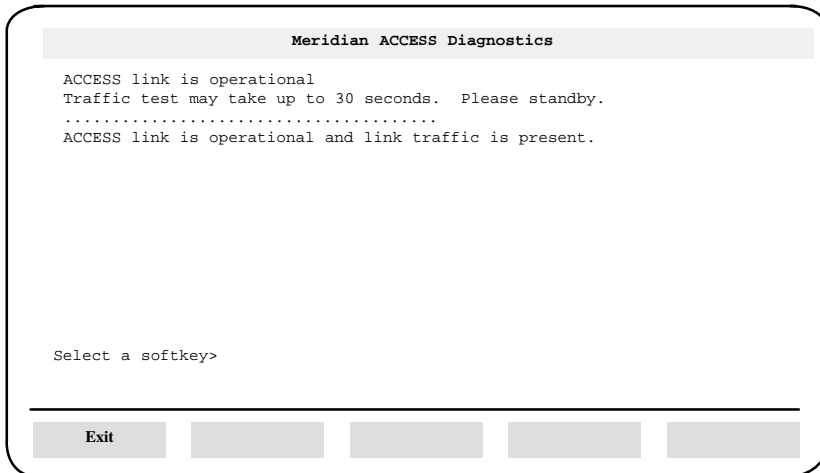 Meridian ACCESS Diagnostics
ACCESS link is operational
Traffic test may take up to 30 seconds.  Please standby.
.......................................
ACCESS link is operational and link traffic is present.
Select a softkey>
Exit